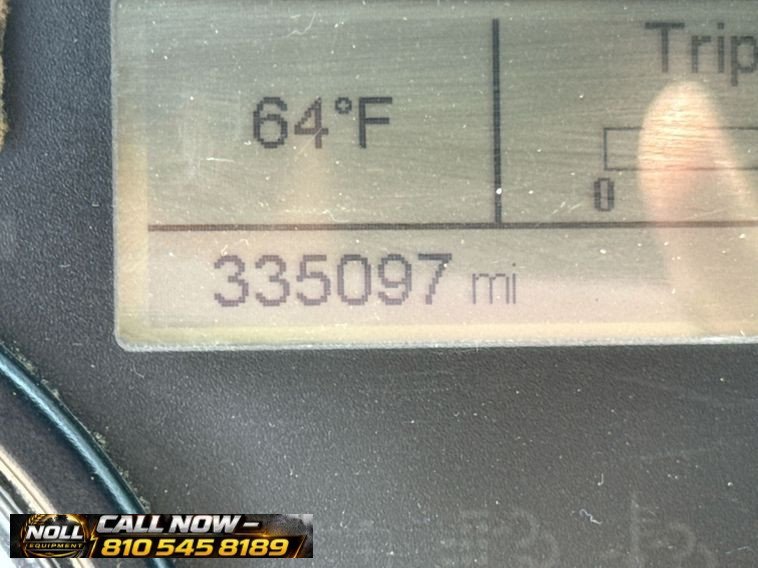 Trip
64°F
0
335097 mi
NOLL
EQUIPMENT
CALL NOW –
810 545 8189